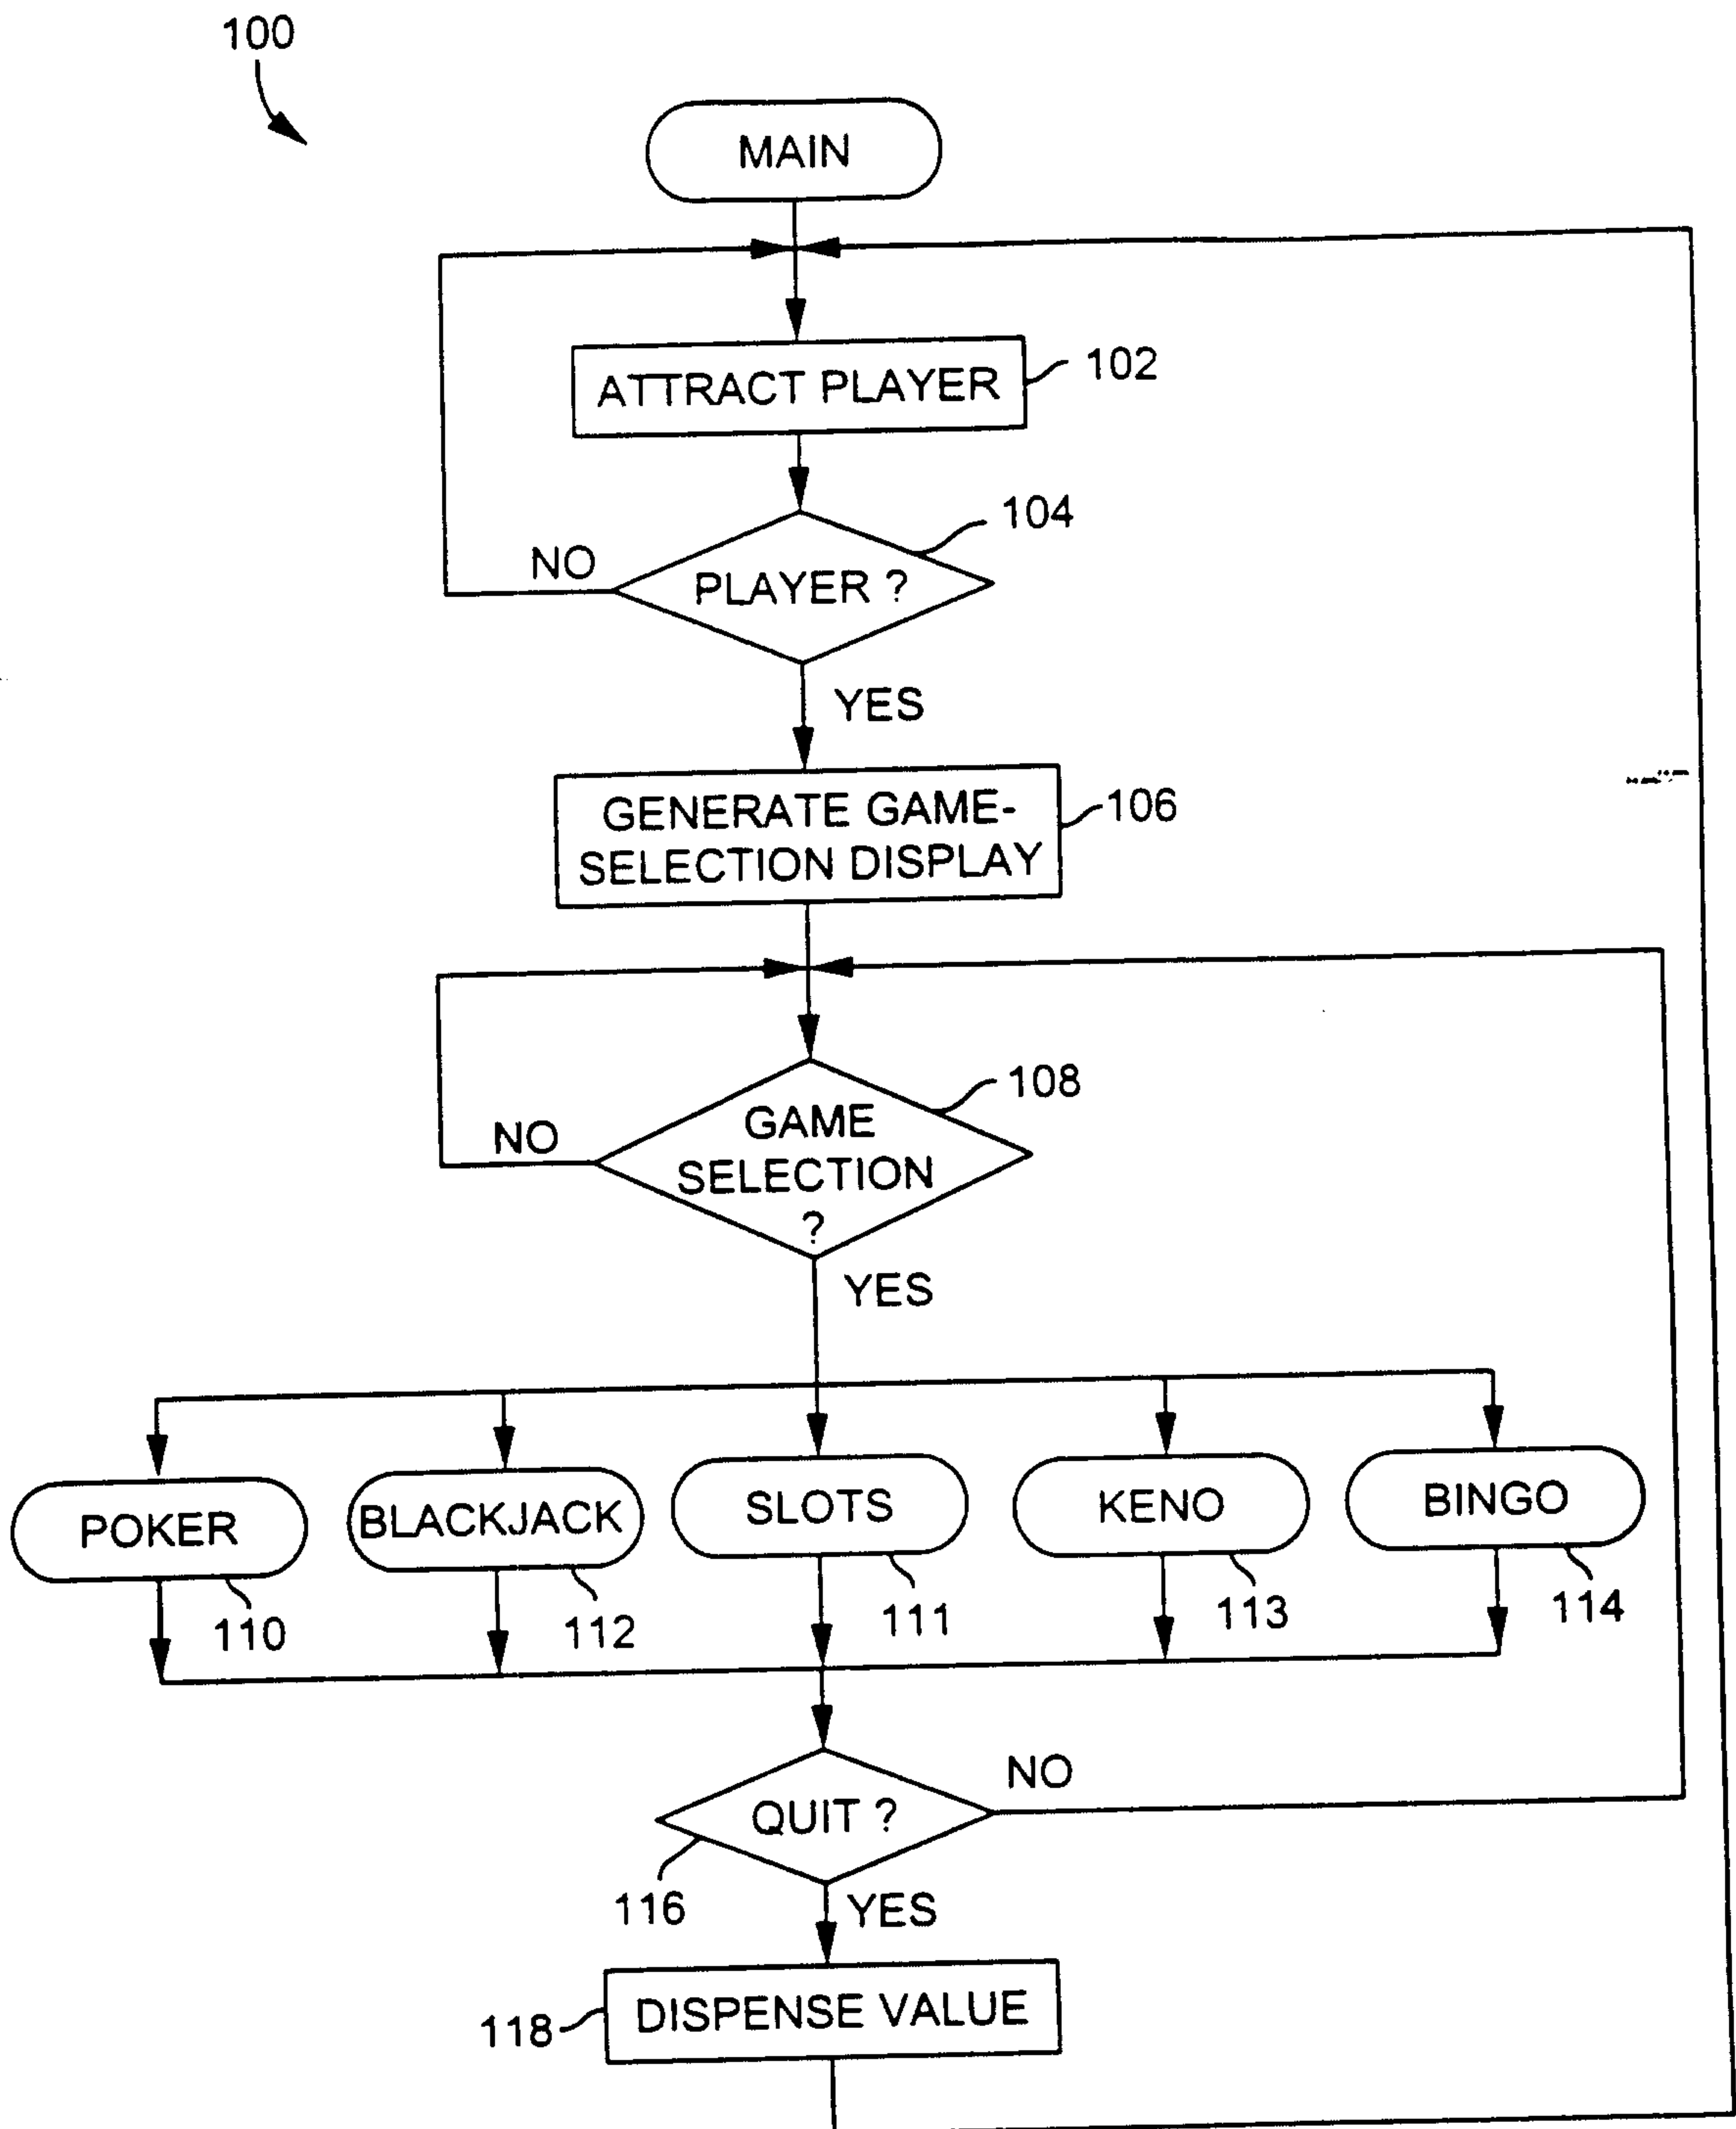 100
MAIN
ATTRACT PLAYER
102
104
NO
PLAYER ?
YES
GENERATE GAME-
SELECTION DISPLAY
106
108
NO
GAME
SELECTION
?
YES
POKER
BLACKJACK
SLOTS
KENO
BINGO
110
112
111
113
114
QUIT ?
NO
116
YES
DISPENSE VALUE
118